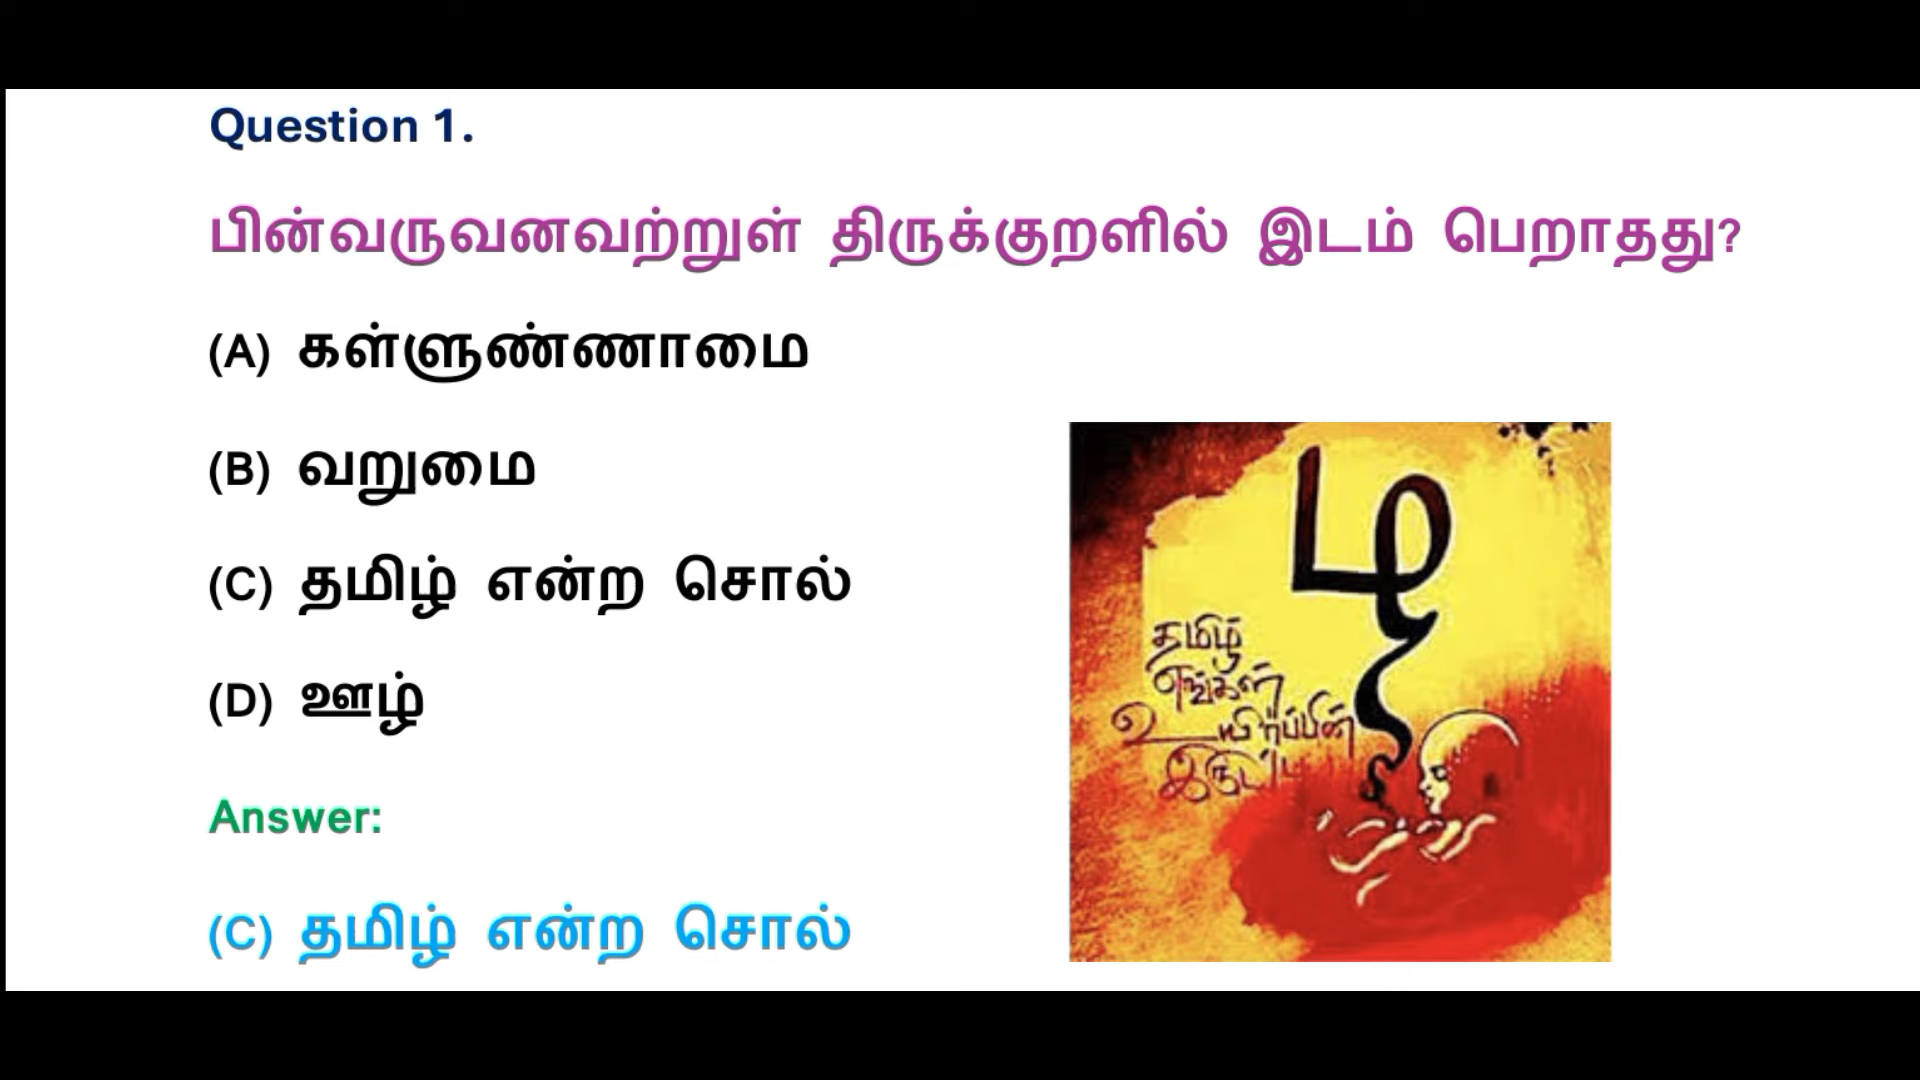 Question 1.
பின்வருவனவற்றுள் திருக்குறளில் இடம் பெறாதது?
(A) கள்ளுண்ணாமை
(B) வறுமை
(C) தமிழ் என்ற சொல்
(D) ஊழ்
Answer:
(C) தமிழ் என்ற சொல்
ழ்
தமிழ்
எங்கள்
உயிர்ப்பின்